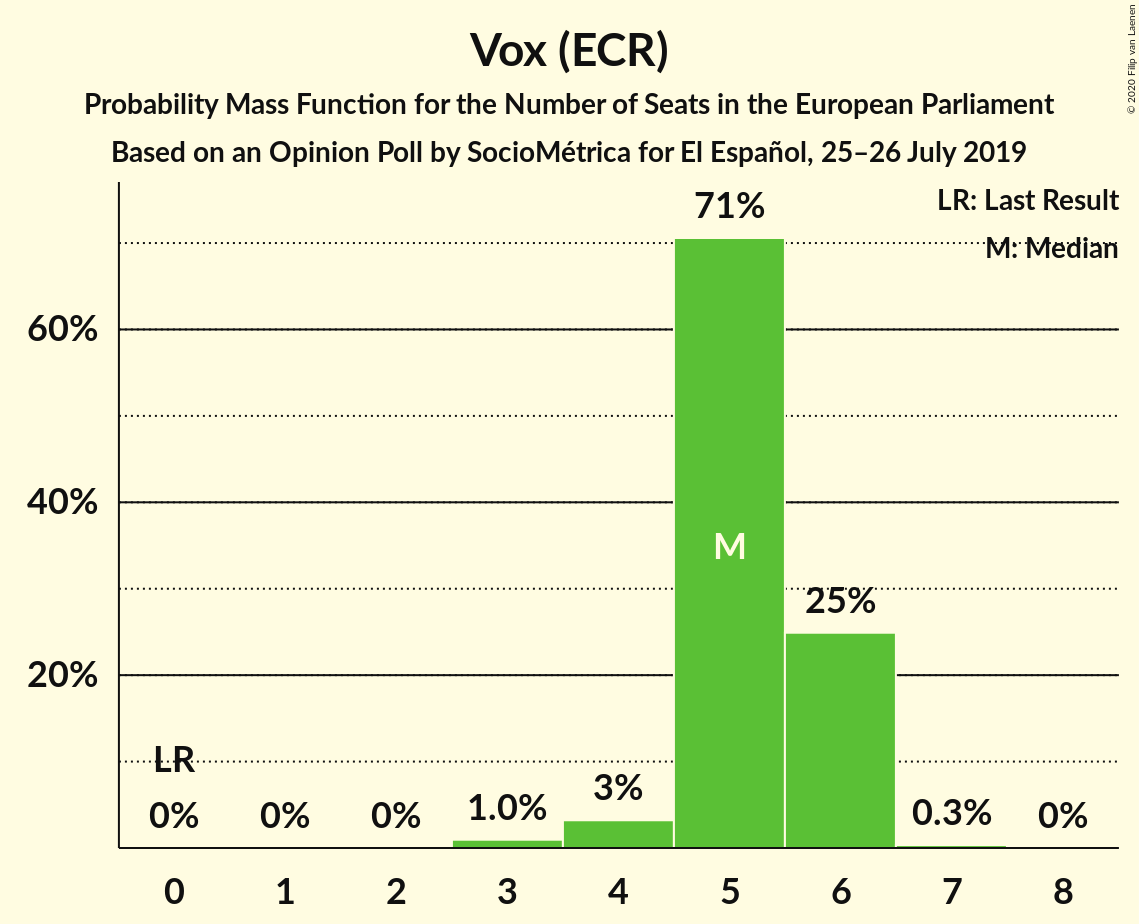 Vox (ECR)
Probability Mass Function for the Number of Seats in the European Parliament
Based on an Opinion Poll by SocioMétrica for El Español, 25–26 July 2019
© 2020 Filip van Laenen
LR: Last Result
M: Median
71%
60%
40%
M
25%
20%
LR
0%
0%
0%
1.0%
3%
0.3%
0%
0
1
2
3
4
5
6
7
8